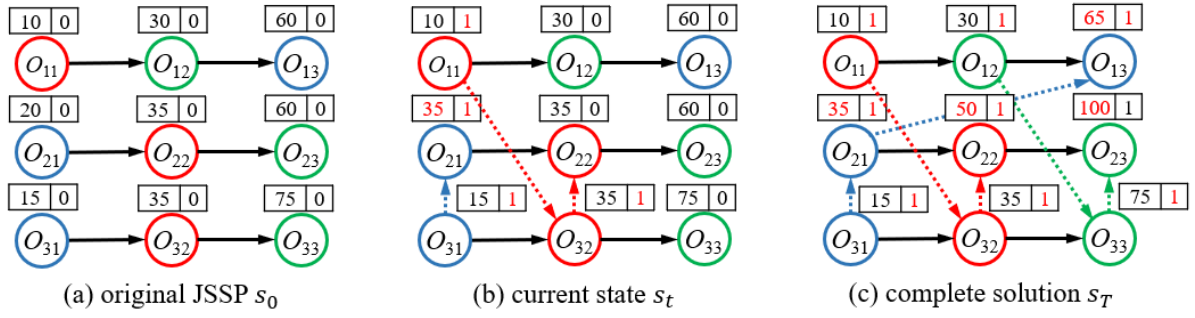 10 0 30 0 60 0
O11 O12 O13
20 0 35 0 60 0
O21 O22 O23
15 0 35 0 75 0
O31 O32 O33
(a) original JSSP s0
10 1 30 0 60 0
O11 O12 O13
35 1 35 0 60 0
O21 O22 O23
15 1 35 1 75 0
O31 O32 O33
(b) current state st
10 1 30 1 65 1
O11 O12 O13
35 1 50 1 100 1
O21 O22 O23
15 1 35 1 75 1
O31 O32 O33
(c) complete solution sT